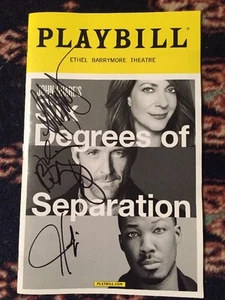 PLAYBILL
ETHEL BARRYMORE THEATRE
JOHN GUARE'S
SIX
Degrees of
Separation
PLAYBILL.COM